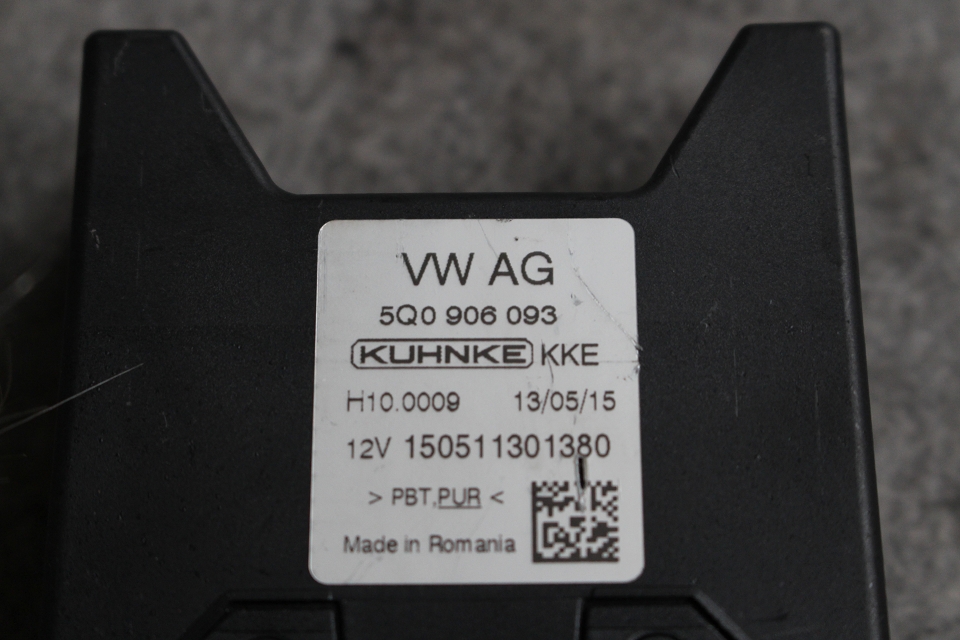 VW AG
5Q0 906 093
KUHNKE KKE
H10.0009 13/05/15
12V 150511301380
> PBT,PUR <
Made in Romania